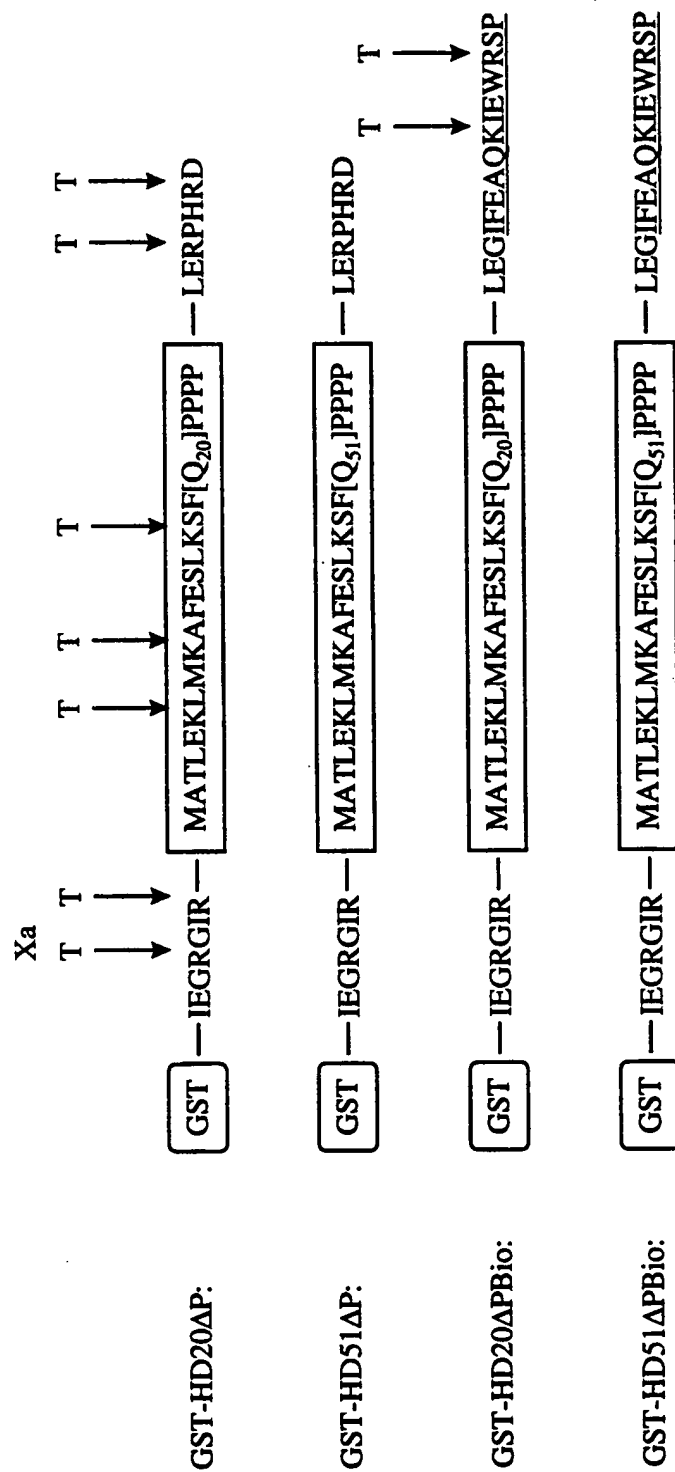 Xa
T T T T T T T
GST-HD20ΔP: GST —IEGRGIR— MATLEKLMKAFESLKSF[Q20]PPPP —LERPHRD
GST-HD51ΔP: GST —IEGRGIR— MATLEKLMKAFESLKSF[Q51]PPPP —LERPHRD
T T
GST-HD20ΔPBio: GST —IEGRGIR— MATLEKLMKAFESLKSF[Q20]PPPP —LEGIFEAQKIEWRSP
GST-HD51ΔPBio: GST —IEGRGIR— MATLEKLMKAFESLKSF[Q51]PPPP —LEGIFEAQKIEWRSP